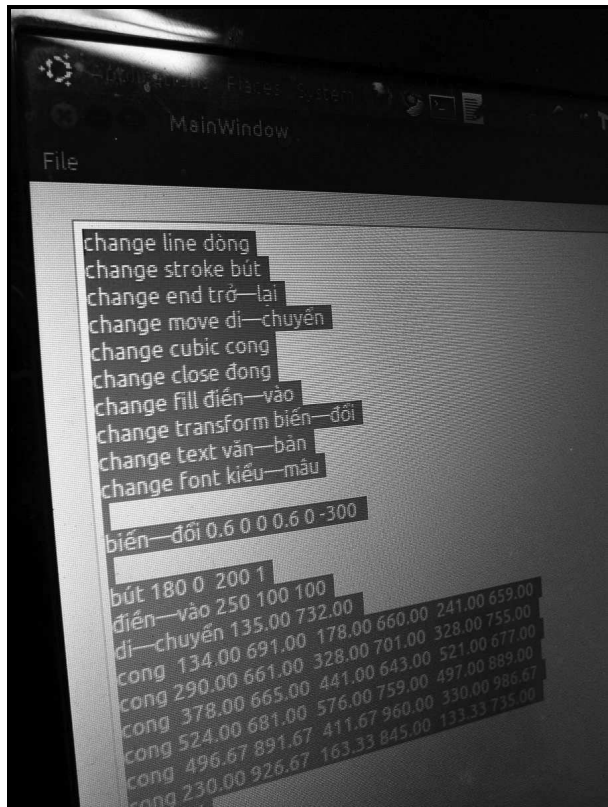 Applications Places System
MainWindow
File
change line dòng
change stroke bút
change end trở—lại
change move di—chuyển
change cubic cong
change close đong
change fill điền—vào
change transform biến—đổi
change text văn—bản
change font kiểu—mâu
biến—đổi 0.6 0 0 0.6 0 -300
bút 180 0 200 1
điền—vào 250 100 100
di—chuyển 135.00 732.00
cong 134.00 691.00 178.00 660.00 241.00 659.00
cong 290.00 661.00 328.00 701.00 328.00 755.00
cong 378.00 665.00 441.00 643.00 521.00 677.00
cong 524.00 681.00 576.00 759.00 497.00 889.00
cong 496.67 891.67 411.67 960.00 330.00 986.67
cong 230.00 926.67 163.33 845.00 133.33 735.00